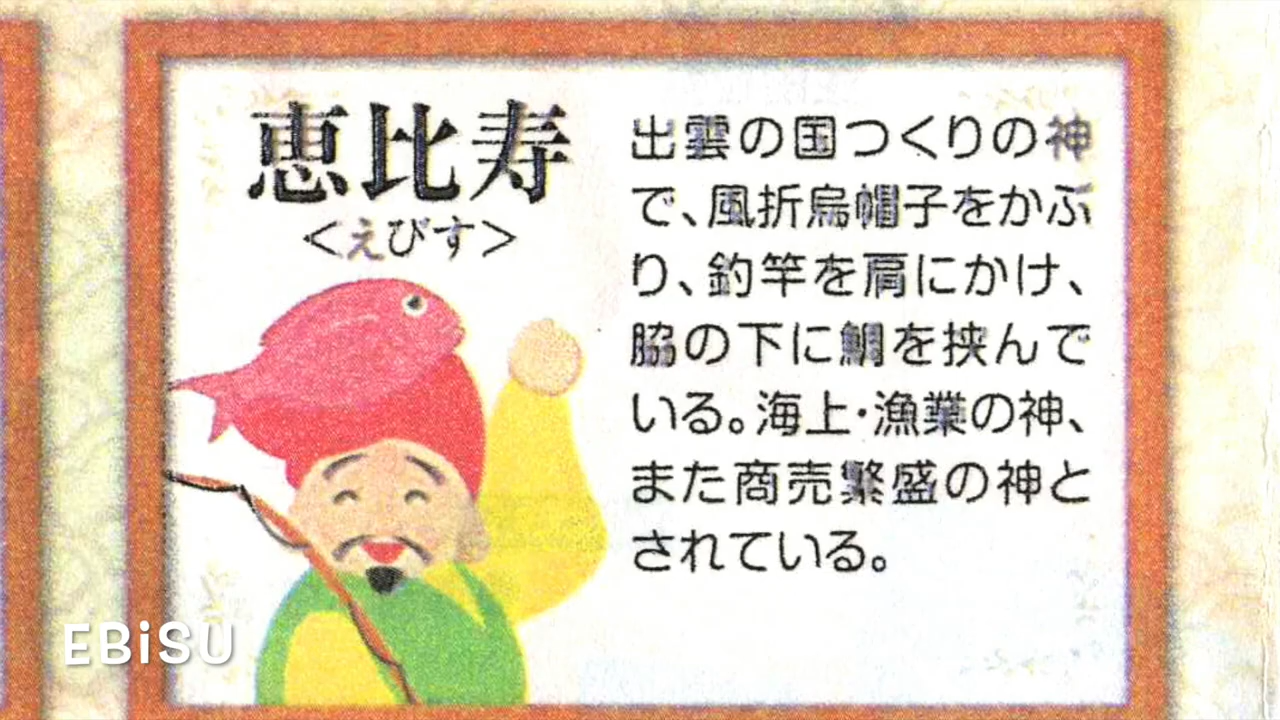 恵比寿
<えびす>
出雲の国つくりの神
で、風折烏帽子をかぶ
り、釣竿を肩にかけ、
脇の下に鯛を挟んで
いる。海上・漁業の神、
また商売繁盛の神と
されている。
EBiSU